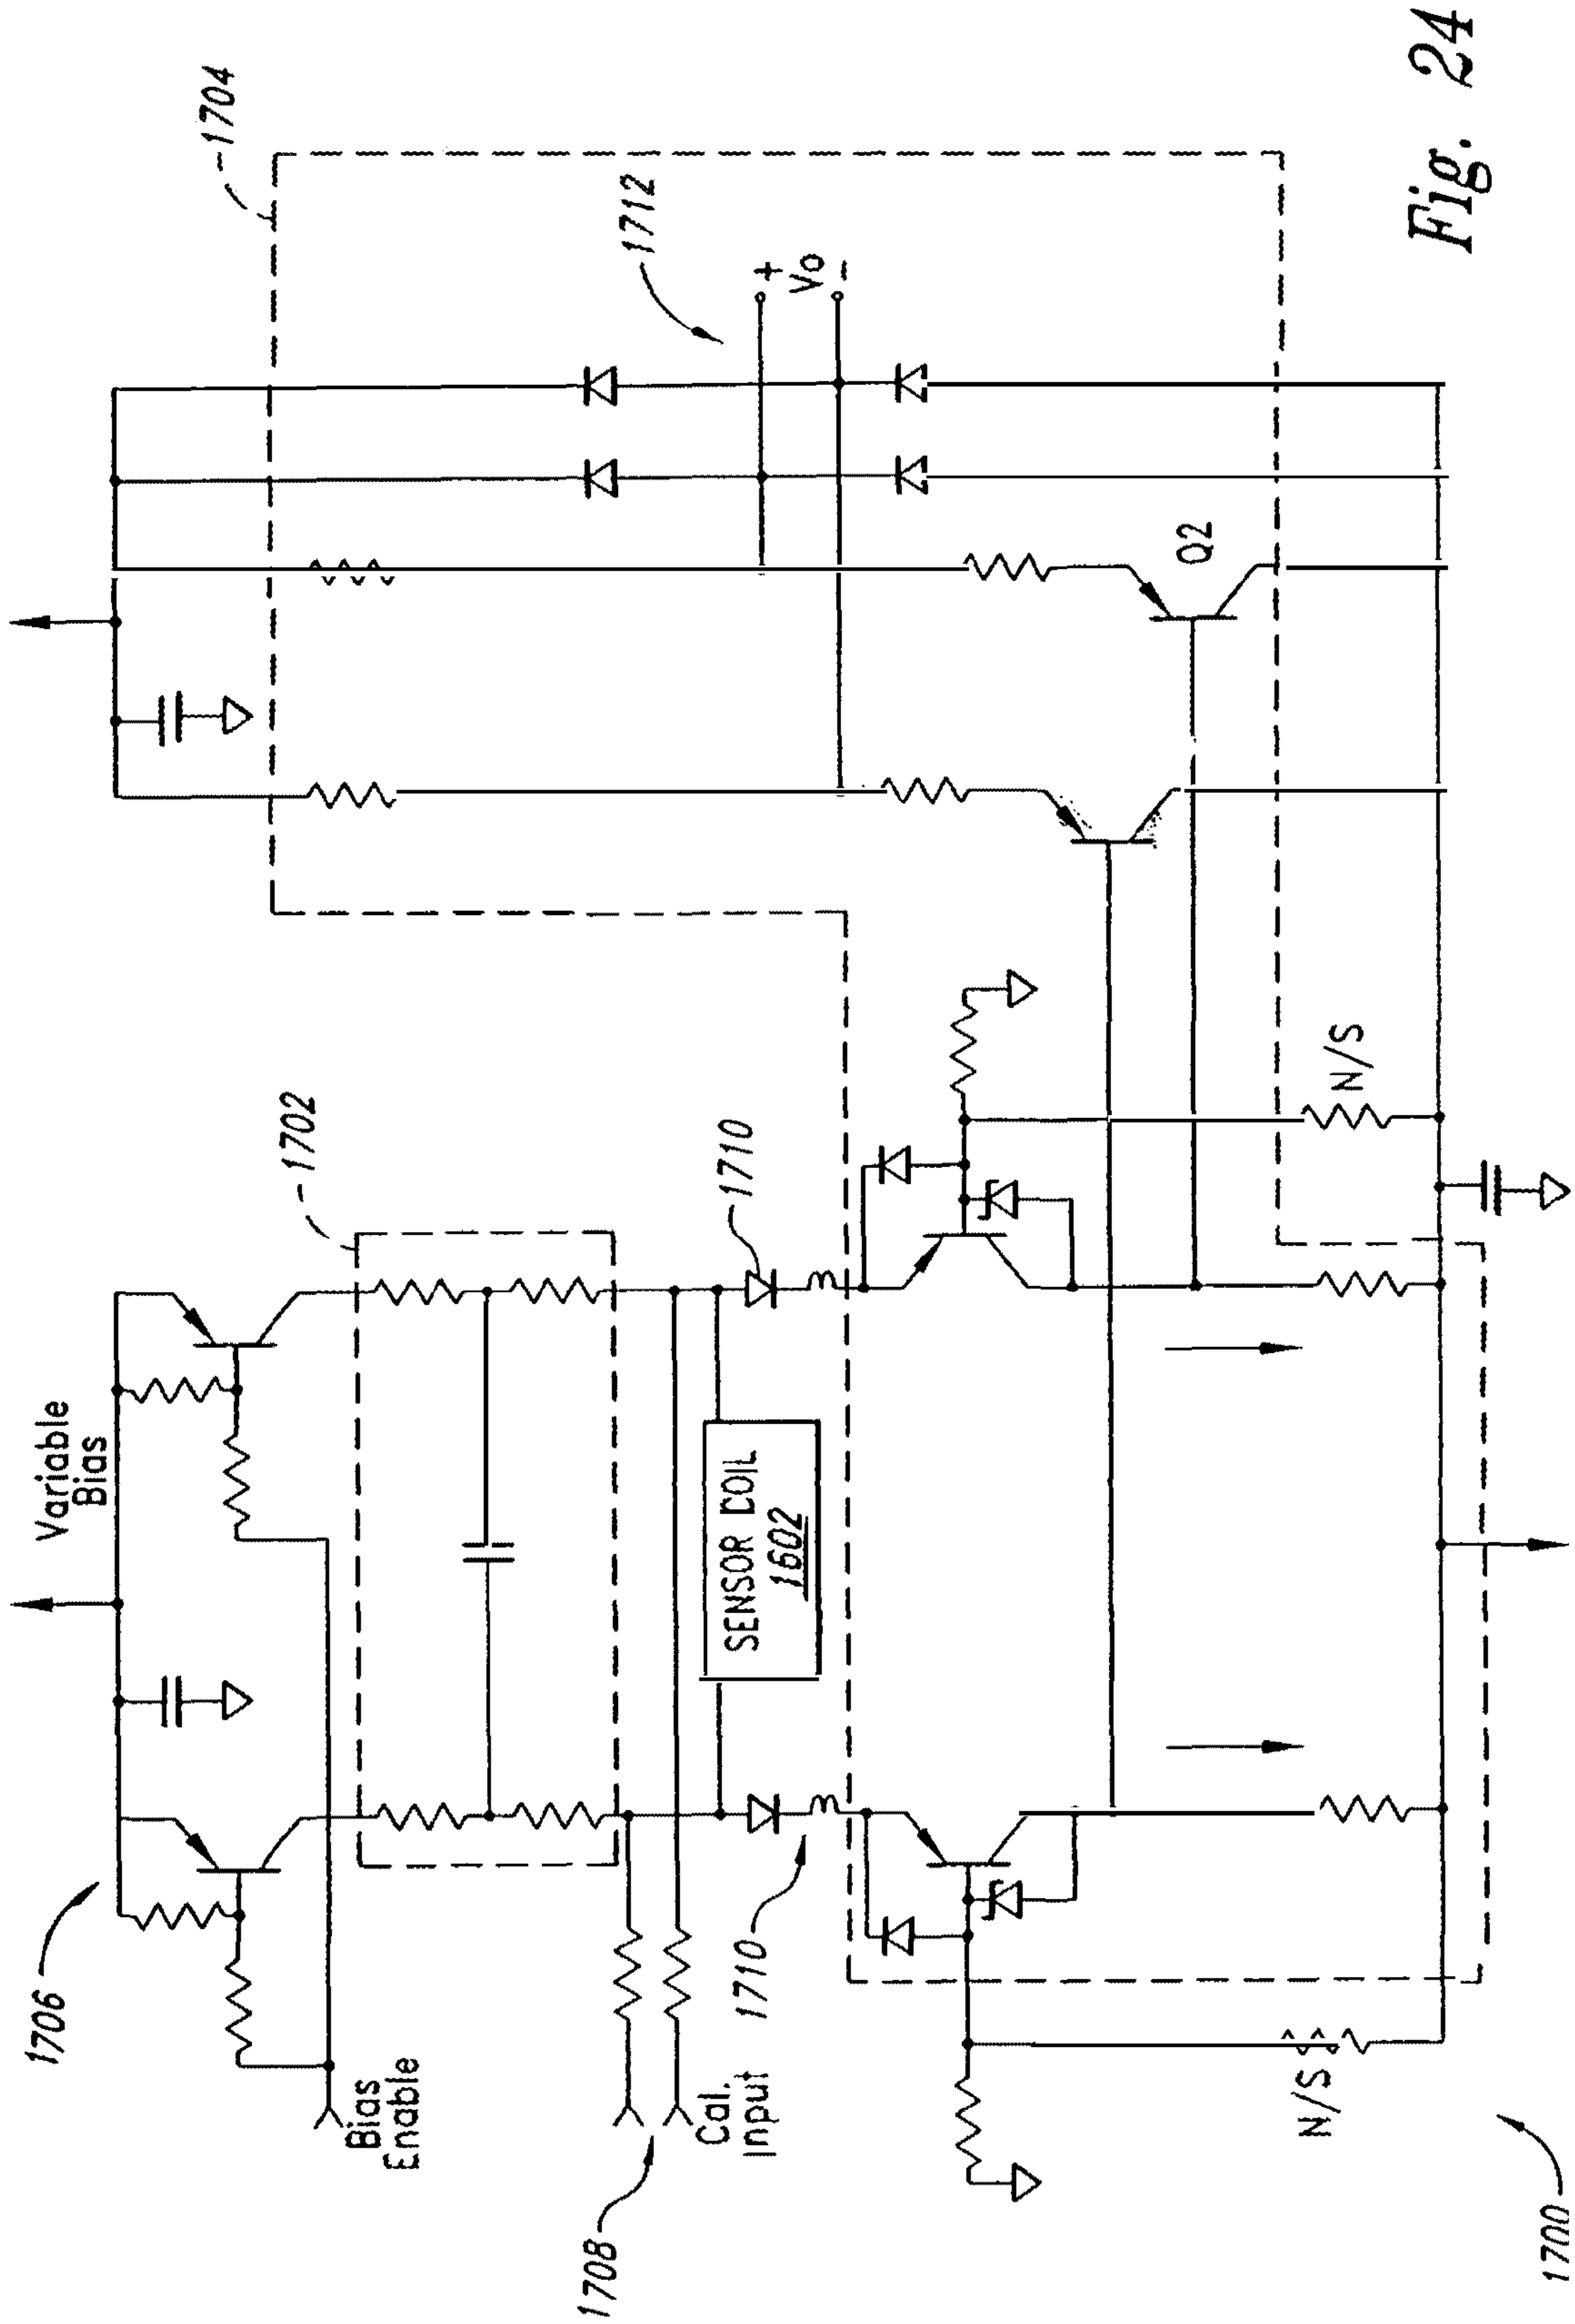 1706
Variable
Bias
1702
1704
Bias
Enable
1708
Cal.
Input
1710
SENSOR COIL
1602
1710
1712
+
Vo
-
Q2
N/S
N/S
1700
Fig. 24